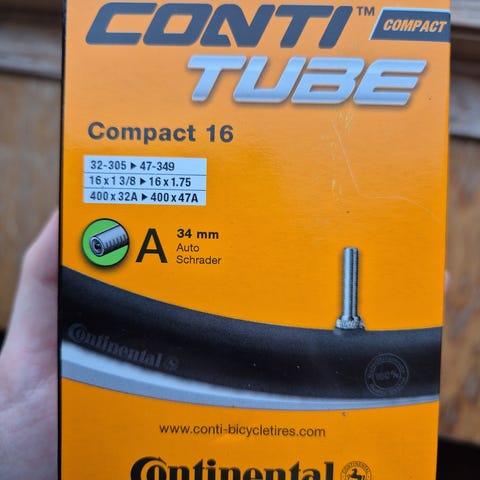 CONTI™ COMPACT
TUBE
Compact 16
32-305 ▸ 47-349
16 x 1 3/8 ▸ 16 x 1.75
400 x 32A ▸ 400 x 47A
A
34 mm
Auto
Schrader
Continental
100%
www.conti-bicycletires.com
Continental